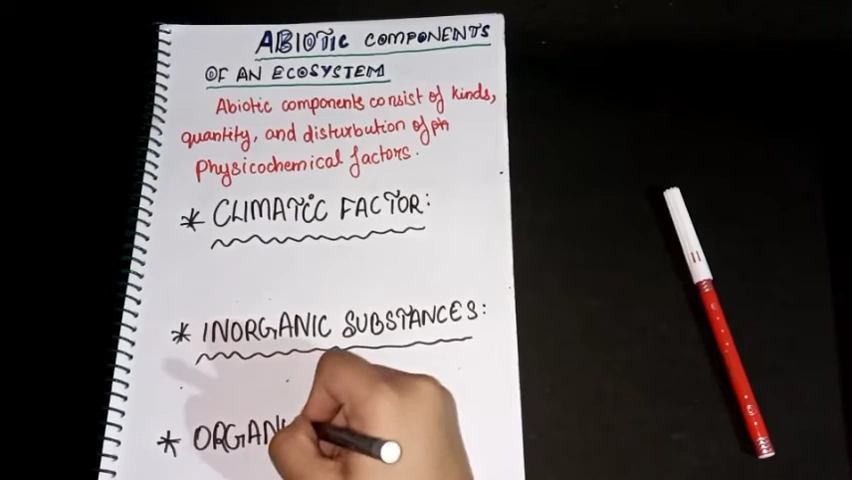 ABIOTIC COMPONENTS
OF AN ECOSYSTEM
Abiotic components consist of kinds,
quantity, and disturbution of ph
Physicochemical factors.
* CLIMATIC FACTOR:
* INORGANIC SUBSTANCES:
* ORGANI